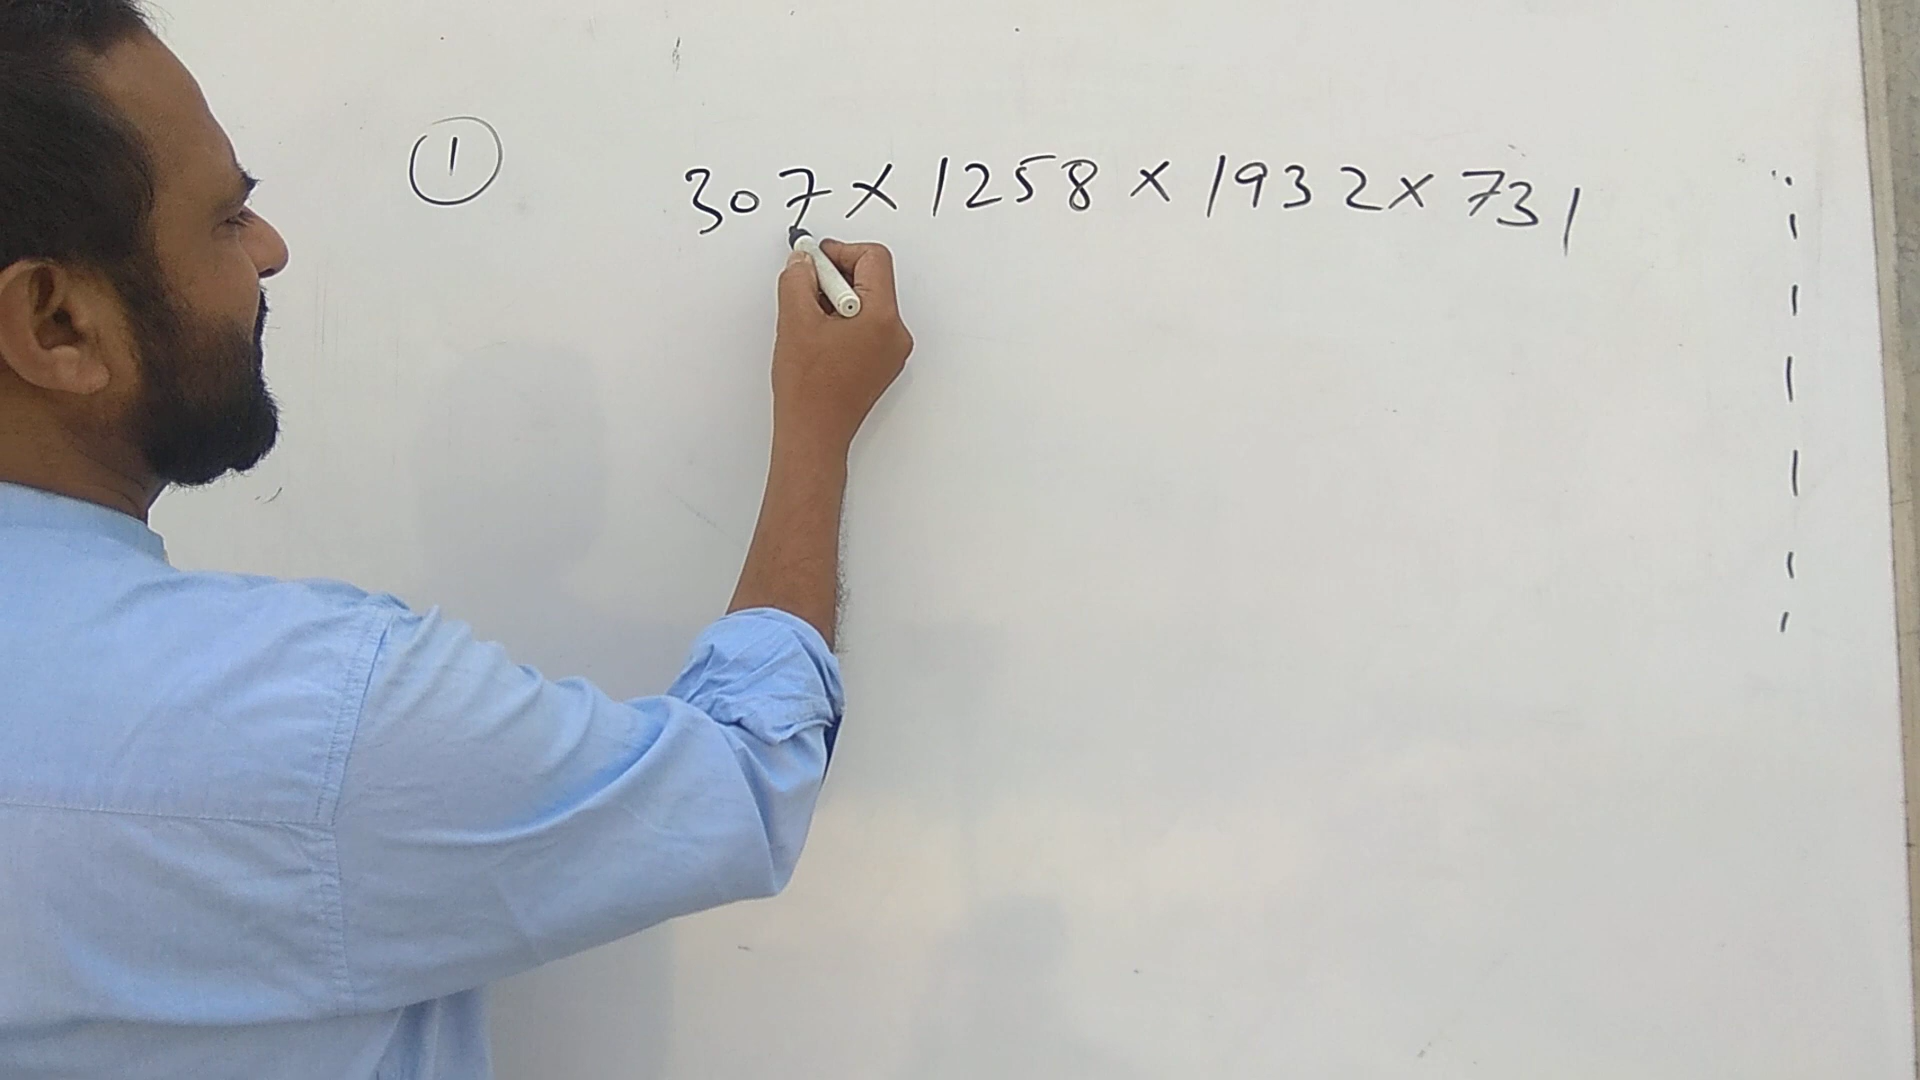 ① 307 × 1258 × 1932 × 731